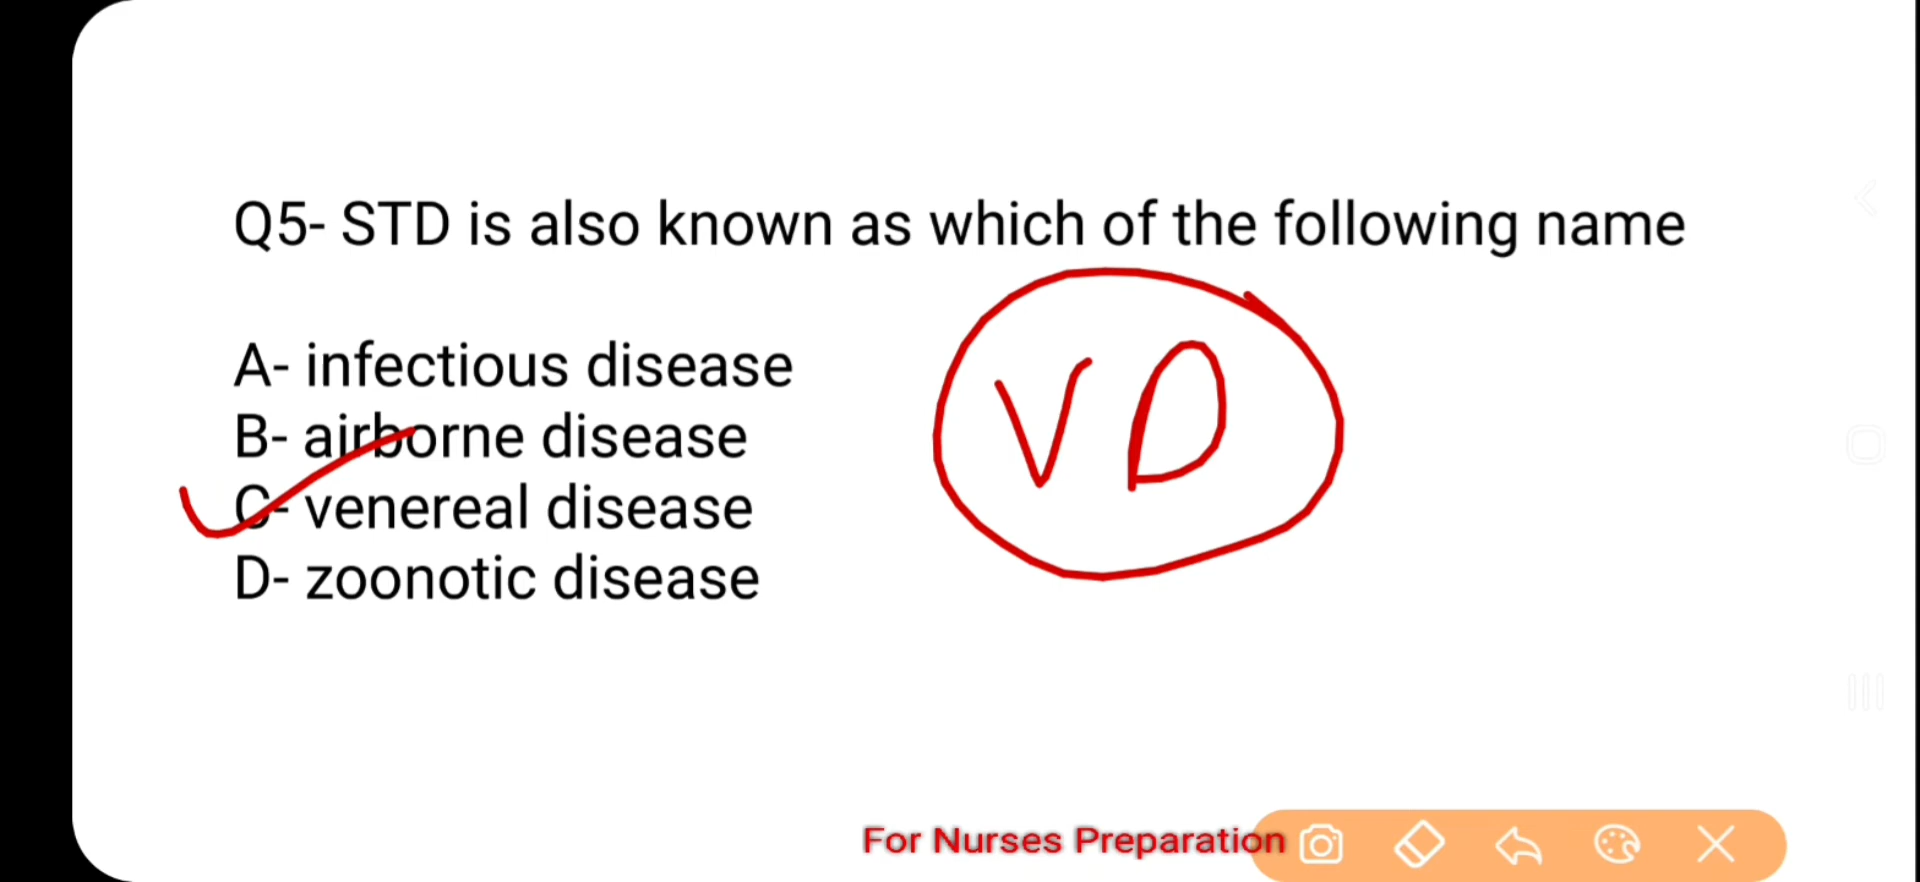 Q5- STD is also known as which of the following name
A- infectious disease
B- airborne disease
C- venereal disease
D- zoonotic disease
VD
For Nurses Preparation